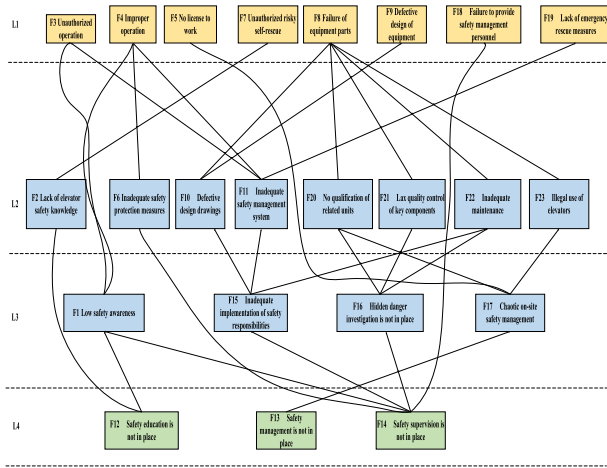 L1
F3 Unauthorized
operation
F4 Improper
operation
F5 No license to
work
F7 Unauthorized risky
self-rescue
F8 Failure of
equipment parts
F9 Defective
design of
equipment
F18 Failure to provide
safety management
personnel
F19 Lack of emergency
rescue measures
L2
F2 Lack of elevator
safety knowledge
F6 Inadequate safety
protection measures
F10 Defective
design drawings
F11 Inadequate
safety management
system
F20 No qualification of
related units
F21 Lax quality control
of key components
F22 Inadequate
maintenance
F23 Illegal use of
elevators
L3
F1 Low safety awareness
F15 Inadequate
implementation of safety
responsibilities
F16 Hidden danger
investigation is not in place
F17 Chaotic on-site
safety management
L4
F12 Safety education is
not in place
F13 Safety
management is not in
place
F14 Safety supervision
is not in place